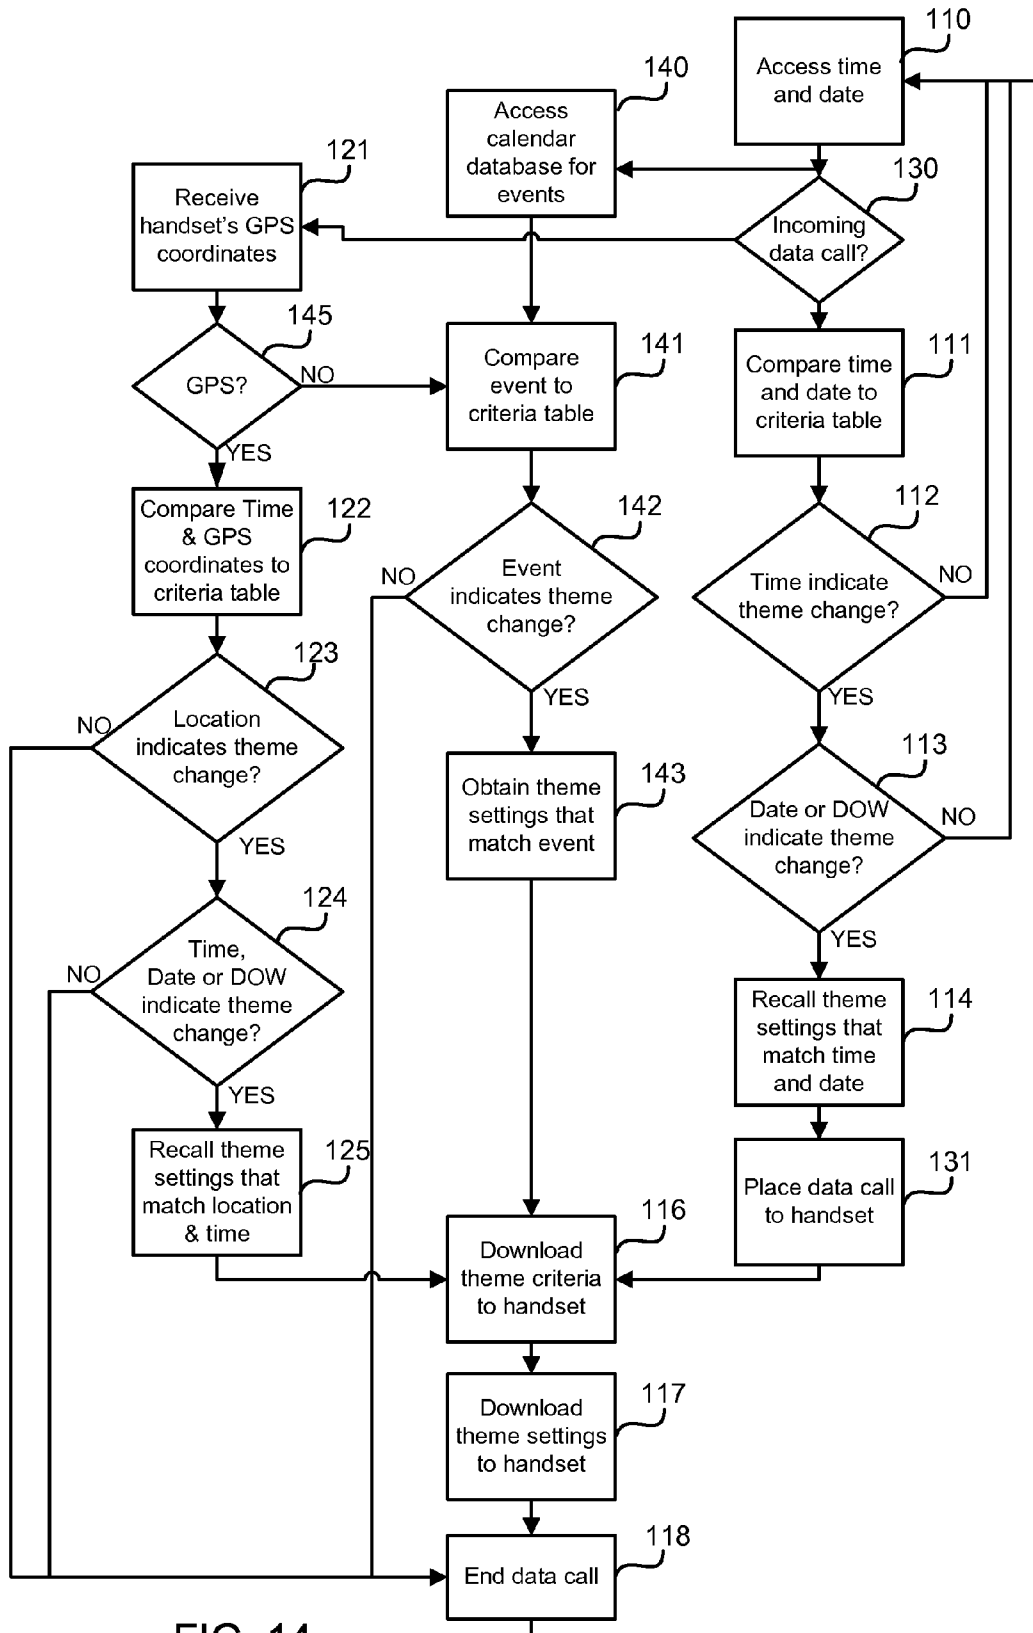 110
Access time
and date
140
Access
calendar
database for
events
121
Receive
handset's GPS
coordinates
130
Incoming
data call?
145
GPS?
NO
YES
141
Compare
event to
criteria table
111
Compare time
and date to
criteria table
122
Compare Time
& GPS
coordinates to
criteria table
142
Event
indicates theme
change?
NO
YES
112
Time indicate
theme change?
NO
YES
123
Location
indicates theme
change?
NO
YES
143
Obtain theme
settings that
match event
113
Date or DOW
indicate theme
change?
NO
YES
124
Time,
Date or DOW
indicate theme
change?
NO
YES
114
Recall theme
settings that
match time
and date
125
Recall theme
settings that
match location
& time
131
Place data call
to handset
116
Download
theme criteria
to handset
117
Download
theme settings
to handset
118
End data call
FIG. 14